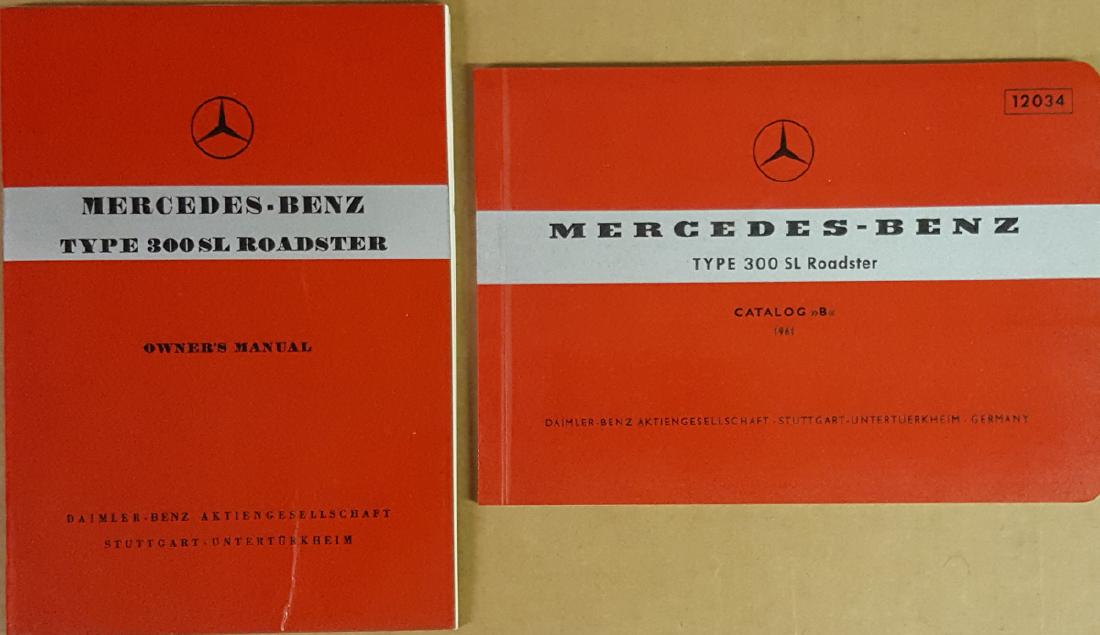 MERCEDES-BENZ
TYPE 300 SL ROADSTER
OWNER'S MANUAL
DAIMLER-BENZ AKTIENGESELLSCHAFT
STUTTGART-UNTERTÜRKHEIM
12034
MERCEDES-BENZ
TYPE 300 SL Roadster
CATALOG »B«
1961
DAIMLER-BENZ AKTIENGESELLSCHAFT · STUTTGART-UNTERTUERKHEIM · GERMANY